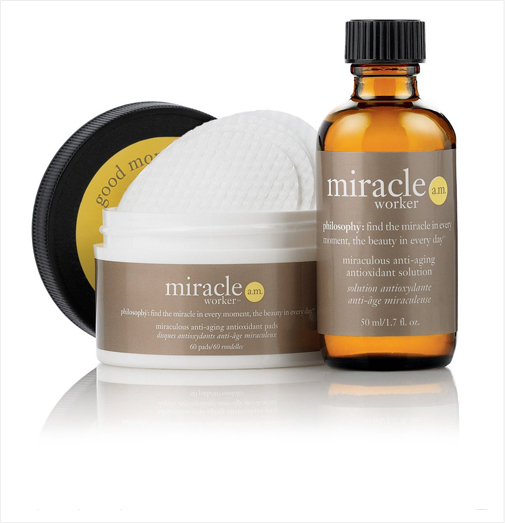 good mo
miracle a.m.
worker™
philosophy: find the miracle in every moment, the beauty in every day™
miraculous anti-aging antioxidant pads
disques antioxydants anti-âge miraculeux
60 pads/60 rondelles
miracle a.m.
worker
philosophy: find the miracle in every
moment, the beauty in every day™
miraculous anti-aging
antioxidant solution
solution antioxydante
anti-âge miraculeuse
50 ml/1.7 fl. oz.